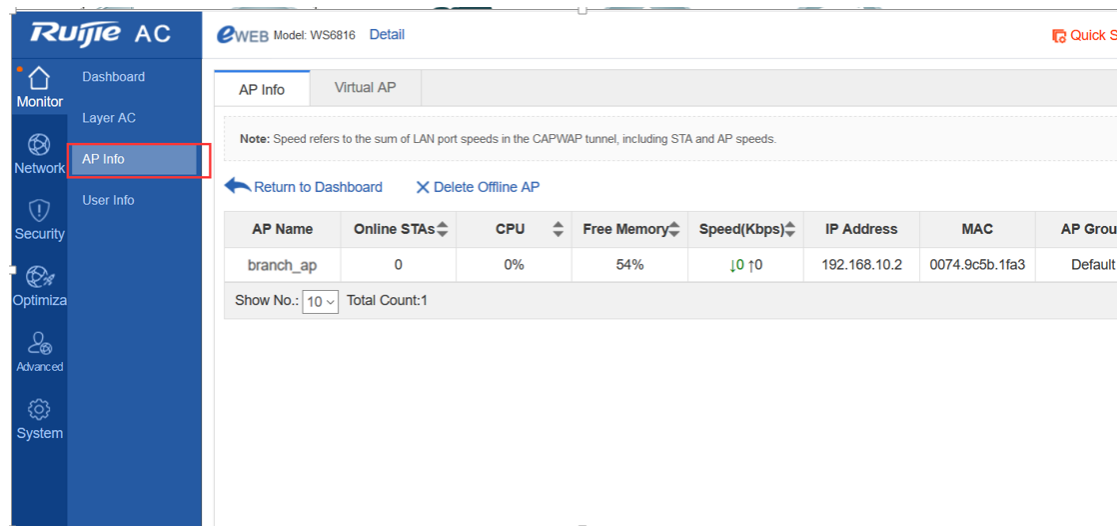 Ruijie AC
eWEB Model: WS6816 Detail
Quick S
Monitor
Network
Security
Optimiza
Advanced
System
Dashboard
Layer AC
AP Info
User Info
AP Info Virtual AP
Note: Speed refers to the sum of LAN port speeds in the CAPWAP tunnel, including STA and AP speeds.
Return to Dashboard Delete Offline AP
AP Name Online STAs CPU Free Memory Speed(Kbps) IP Address MAC AP Grou
branch_ap 0 0% 54% ↓0 ↑0 192.168.10.2 0074.9c5b.1fa3 Default
Show No.: 10 Total Count:1